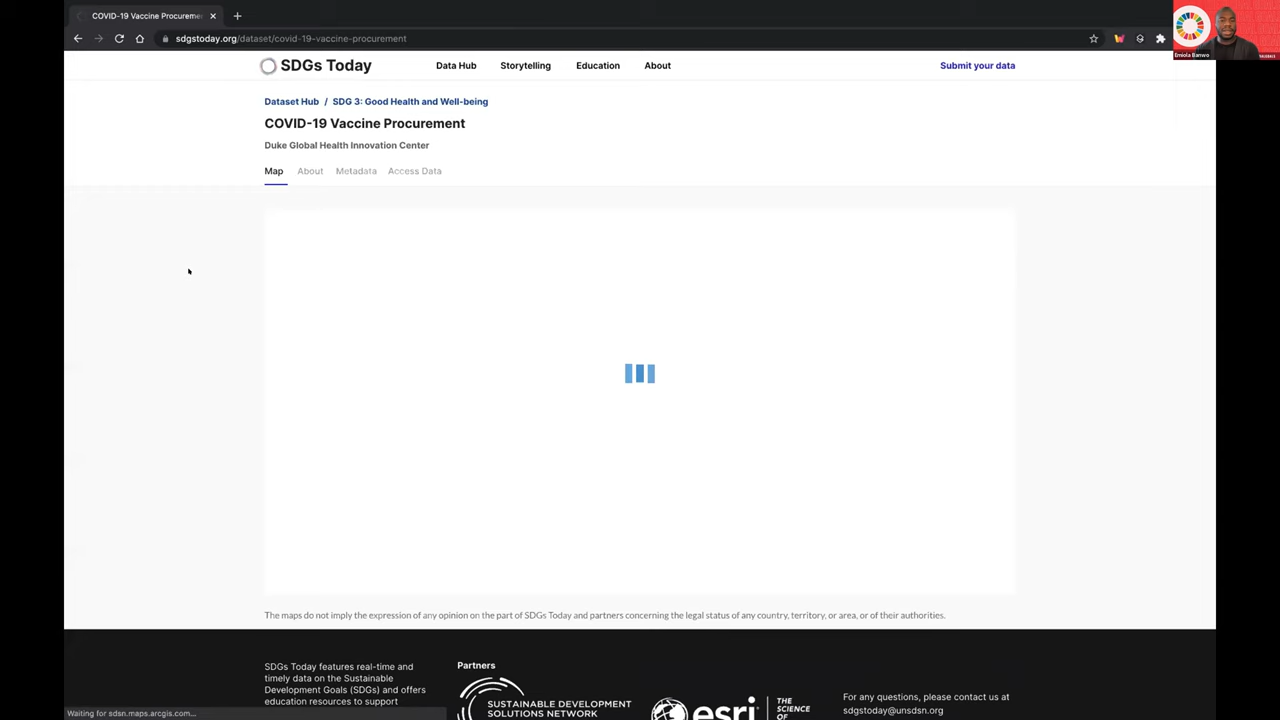 COVID-19 Vaccine Procureme
sdgstoday.org/dataset/covid-19-vaccine-procurement
Emiola Banwo
SDGs Today
Data Hub
Storytelling
Education
About
Submit your data
Dataset Hub / SDG 3: Good Health and Well-being
COVID-19 Vaccine Procurement
Duke Global Health Innovation Center
Map
About
Metadata
Access Data
The maps do not imply the expression of any opinion on the part of SDGs Today and partners concerning the legal status of any country, territory, or area, or of their authorities.
SDGs Today features real-time and
timely data on the Sustainable
Development Goals (SDGs) and offers
education resources to support
Partners
SUSTAINABLE DEVELOPMENT
SOLUTIONS NETWORK
esri
THE
SCIENCE
OF
For any questions, please contact us at
sdgstoday@unsdsn.org
Waiting for sdsn.maps.arcgis.com...